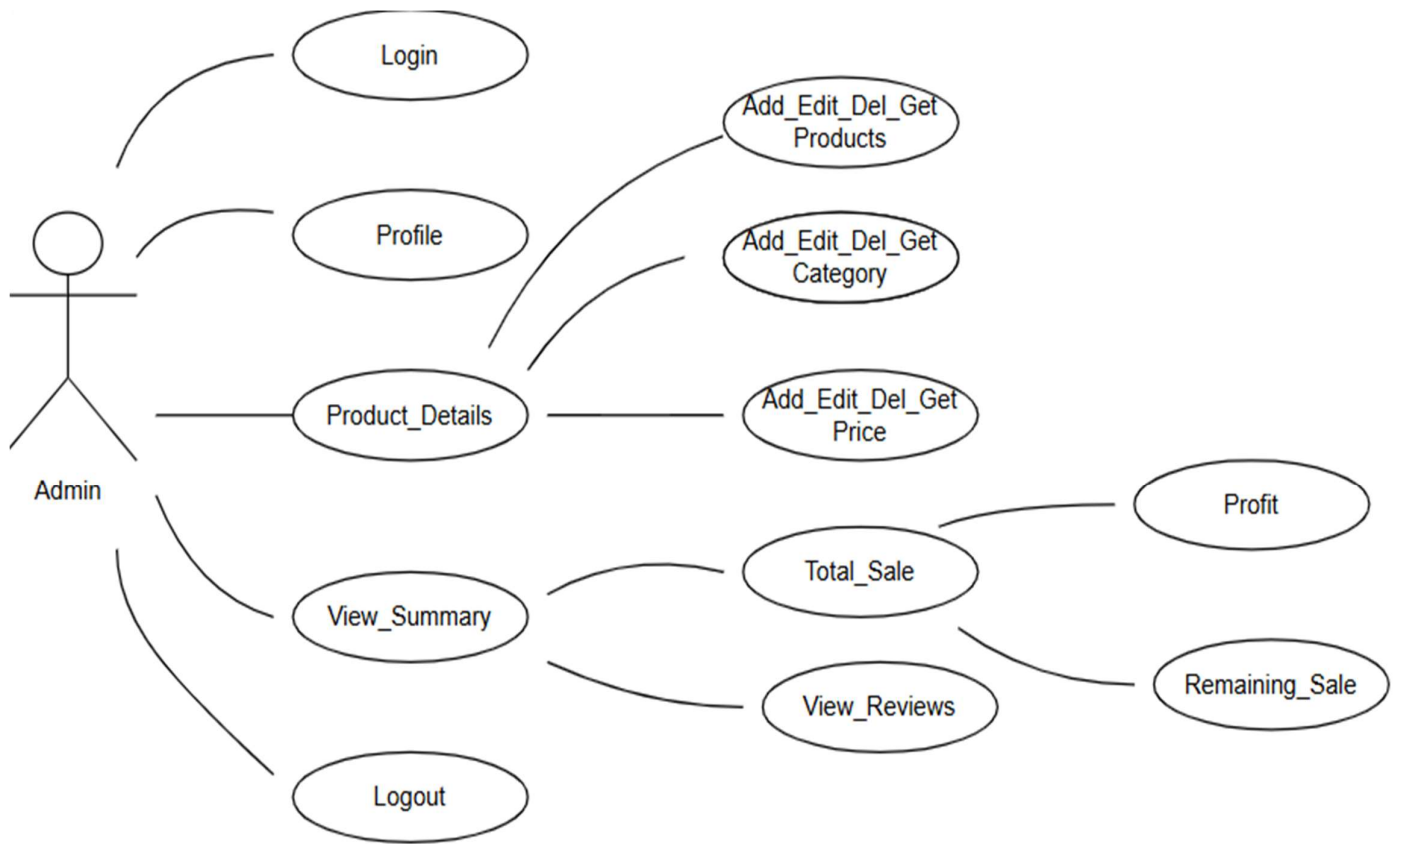 Login
Add_Edit_Del_Get
Products
Profile
Add_Edit_Del_Get
Category
Product_Details
Add_Edit_Del_Get
Price
Admin
Profit
Total_Sale
View_Summary
Remaining_Sale
View_Reviews
Logout